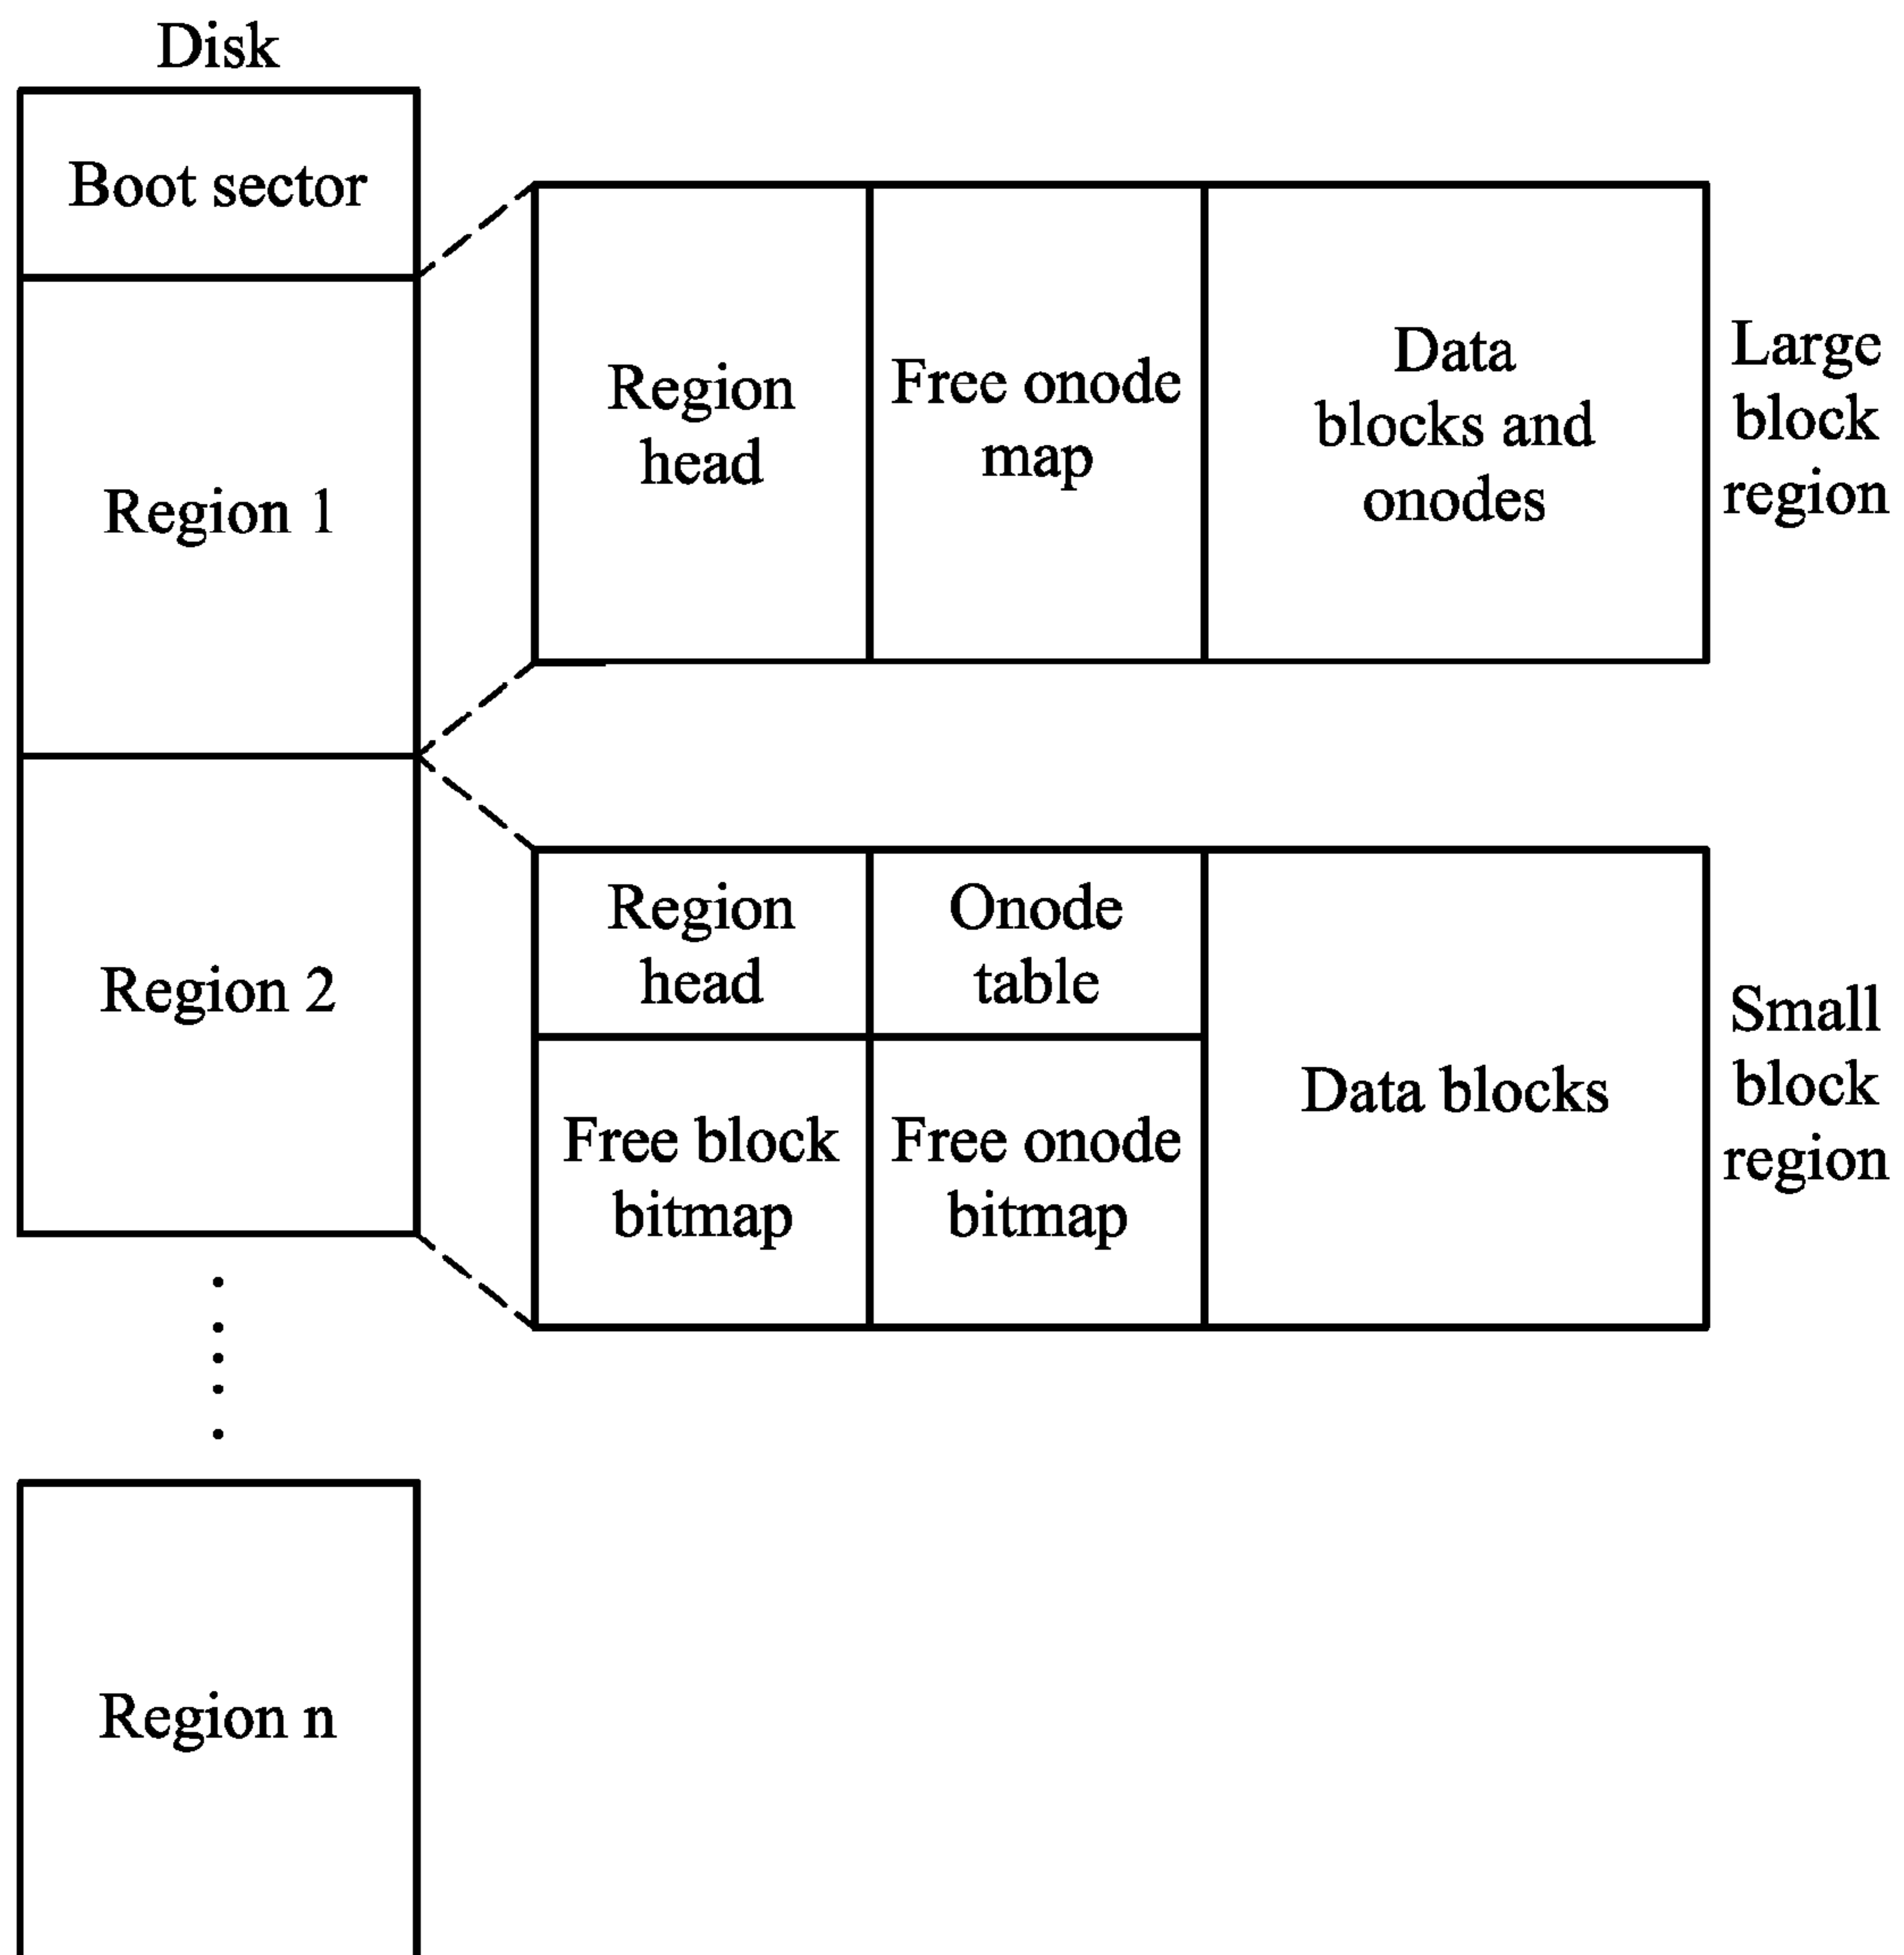 Disk
Boot sector
Region 1
Region 2
Region n
Region
head
Free onode
map
Data
blocks and
onodes
Large
block
region
Region
head
Onode
table
Free block
bitmap
Free onode
bitmap
Data blocks
Small
block
region